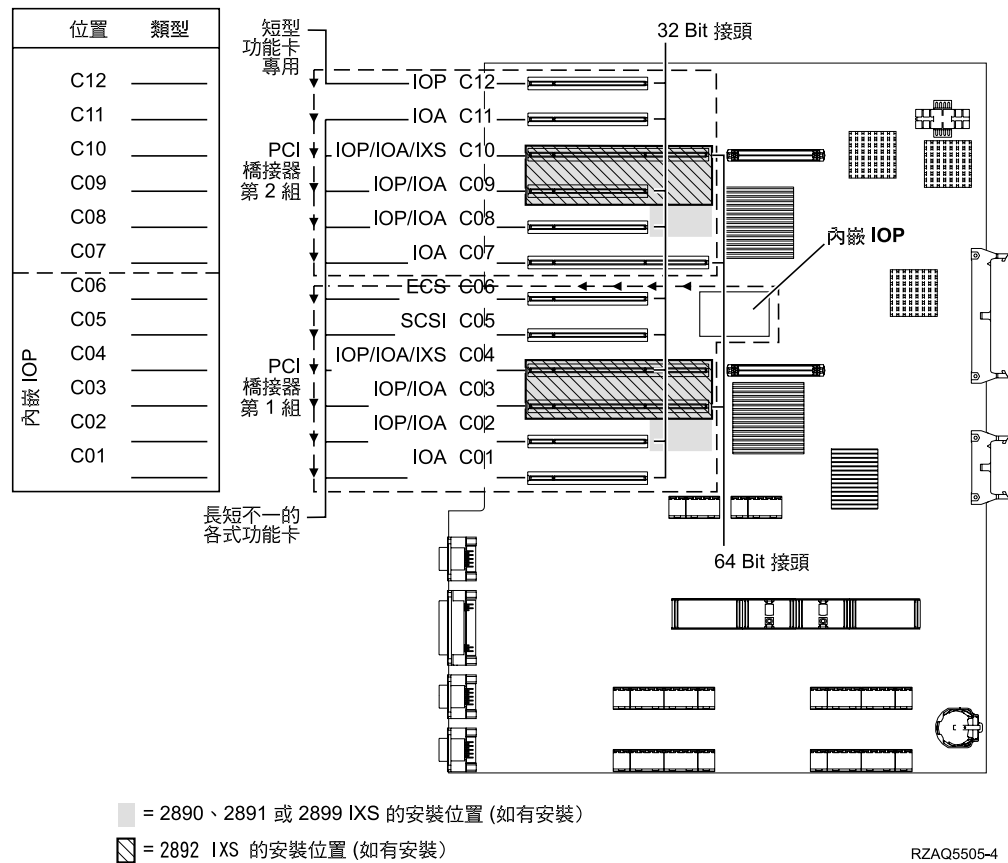 位置 類型
C12
C11
C10
C09
C08
C07
C06
C05
C04
C03
C02
C01
內嵌 IOP
短型
功能卡
專用
32 Bit 接頭
IOP C12
IOA C11
IOP/IOA/IXS C10
IOP/IOA C09
IOP/IOA C08
IOA C07
PCI
橋接器
第 2 組
內嵌 IOP
ECS C06
SCSI C05
IOP/IOA/IXS C04
IOP/IOA C03
IOP/IOA C02
IOA C01
PCI
橋接器
第 1 組
長短不一的
各式功能卡
64 Bit 接頭
= 2890、2891 或 2899 IXS 的安裝位置 (如有安裝)
= 2892 IXS 的安裝位置 (如有安裝)
RZAQ5505-4